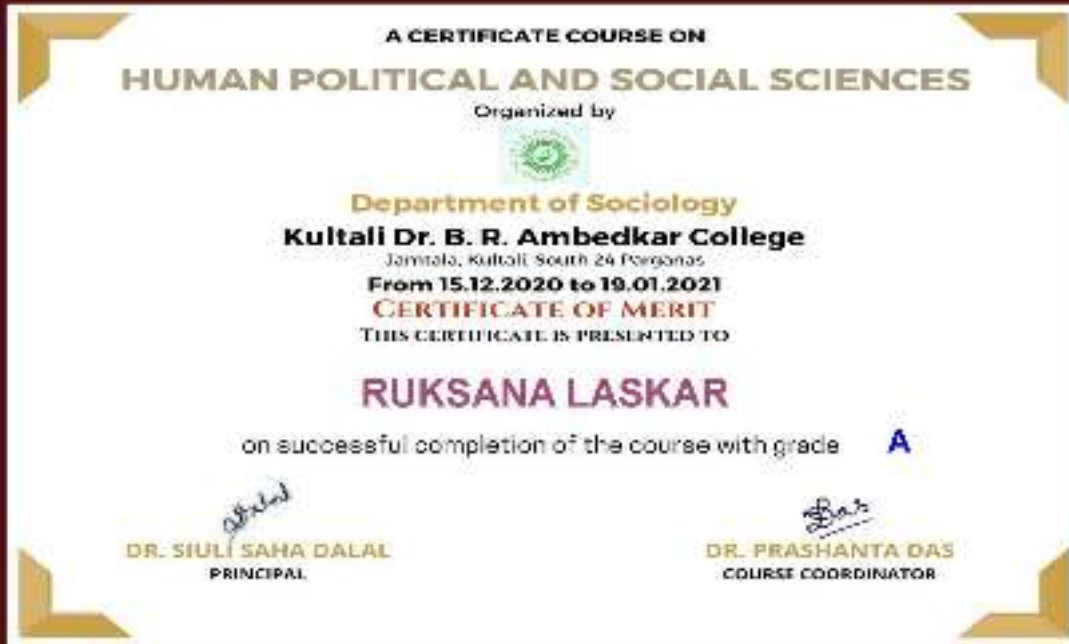 A CERTIFICATE COURSE ON
HUMAN POLITICAL AND SOCIAL SCIENCES
Organized by
Department of Sociology
Kultali Dr. B. R. Ambedkar College
Jamtala, Kultali, South 24 Parganas
From 15.12.2020 to 19.01.2021
CERTIFICATE OF MERIT
THIS CERTIFICATE IS PRESENTED TO
RUKSANA LASKAR
on successful completion of the course with grade A
Das
DR. SIULI SAHA DALAL DR. PRASHANTA DAS
PRINCIPAL COURSE COORDINATOR